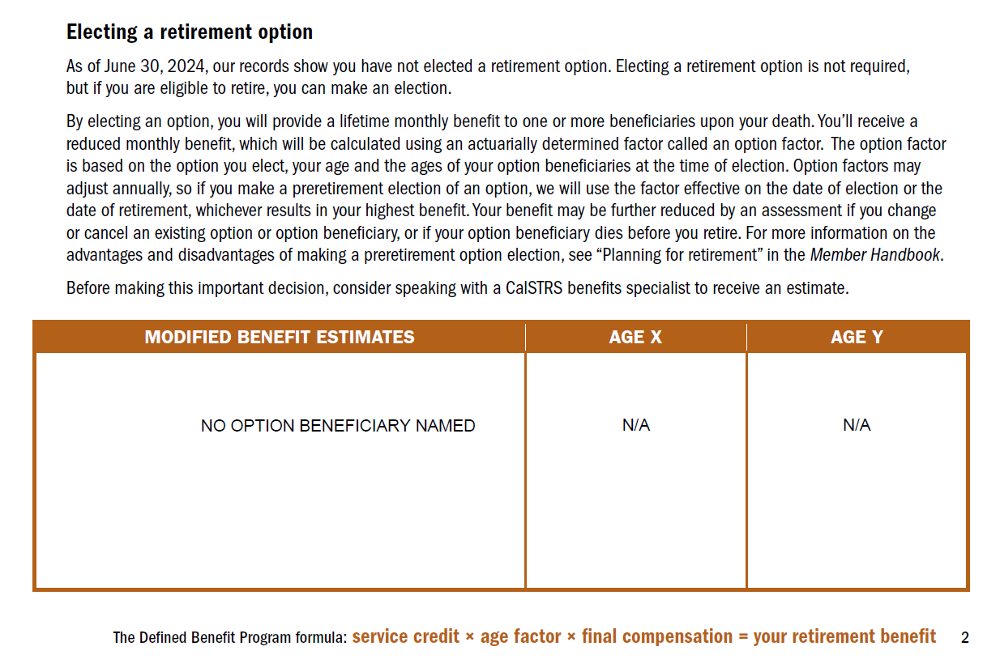 Electing a retirement option
As of June 30, 2024, our records show you have not elected a retirement option. Electing a retirement option is not required,
but if you are eligible to retire, you can make an election.
By electing an option, you will provide a lifetime monthly benefit to one or more beneficiaries upon your death. You’ll receive a
reduced monthly benefit, which will be calculated using an actuarially determined factor called an option factor. The option factor
is based on the option you elect, your age and the ages of your option beneficiaries at the time of election. Option factors may
adjust annually, so if you make a preretirement election of an option, we will use the factor effective on the date of election or the
date of retirement, whichever results in your highest benefit. Your benefit may be further reduced by an assessment if you change
or cancel an existing option or option beneficiary, or if your option beneficiary dies before you retire. For more information on the
advantages and disadvantages of making a preretirement option election, see “Planning for retirement” in the Member Handbook.
Before making this important decision, consider speaking with a CalSTRS benefits specialist to receive an estimate.
MODIFIED BENEFIT ESTIMATES AGE X AGE Y
NO OPTION BENEFICIARY NAMED N/A N/A
The Defined Benefit Program formula: service credit × age factor × final compensation = your retirement benefit 2